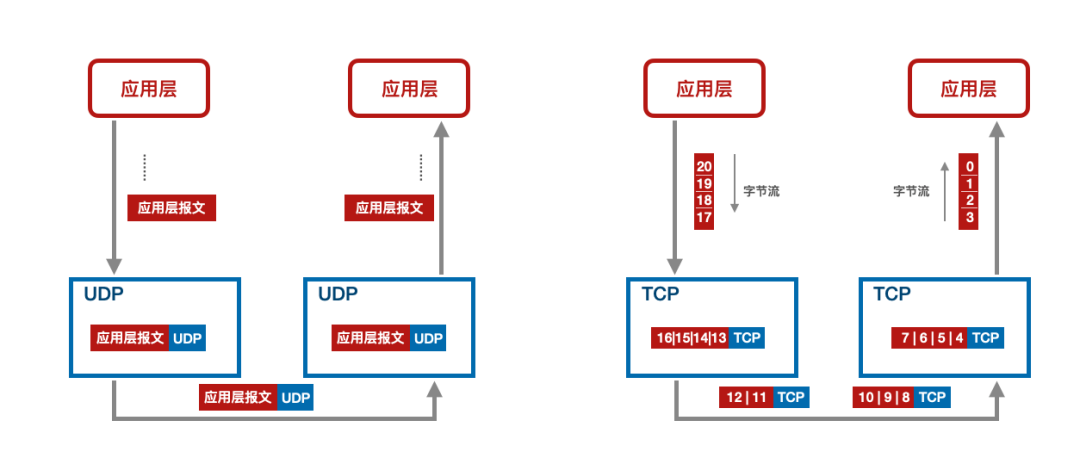 应用层
应用层
应用层
应用层
20
19
18
17
字节流
字节流
0
1
2
3
应用层报文
应用层报文
UDP
UDP
TCP
TCP
应用层报文 UDP
应用层报文 UDP
16|15|14|13 TCP
7|6|5|4 TCP
应用层报文 UDP
12|11 TCP
10|9|8 TCP